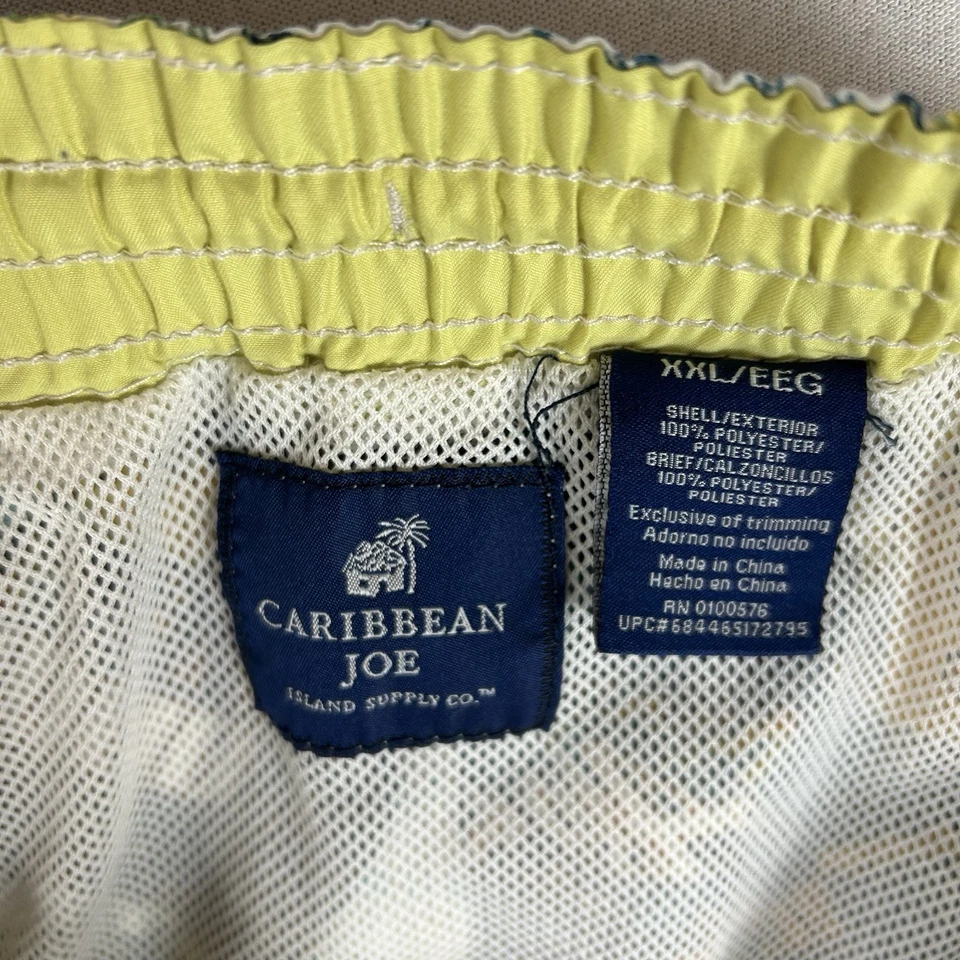 CARIBBEAN
JOE
ISLAND SUPPLY CO.™
XXL/EEG
SHELL/EXTERIOR
100% POLYESTER/
POLIESTER
BRIEF/CALZONCILLOS
100% POLYESTER/
POLIESTER
Exclusive of trimming
Adorno no incluido
Made in China
Hecho en China
RN 0100576
UPC#684465172795